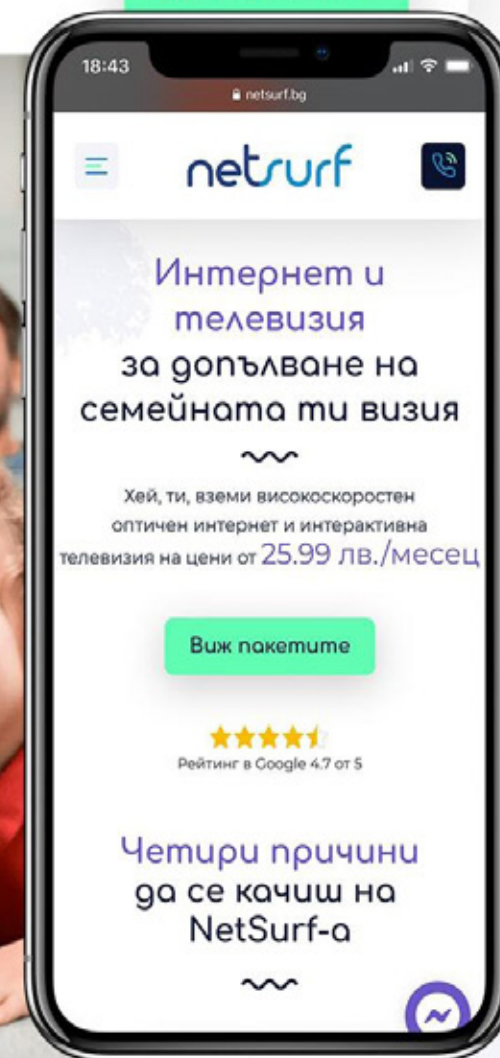 18:43
netsurf.bg
netsurf
Интернет и
телевизия
за допълване на
семейната ти визия
Хей, ти, вземи високоскоростен
оптичен интернет и интерактивна
телевизия на цени от 25.99 лв./месец
Виж пакетите
Рейтинг в Google 4.7 от 5
Четири причини
да се качиш на
NetSurf-а